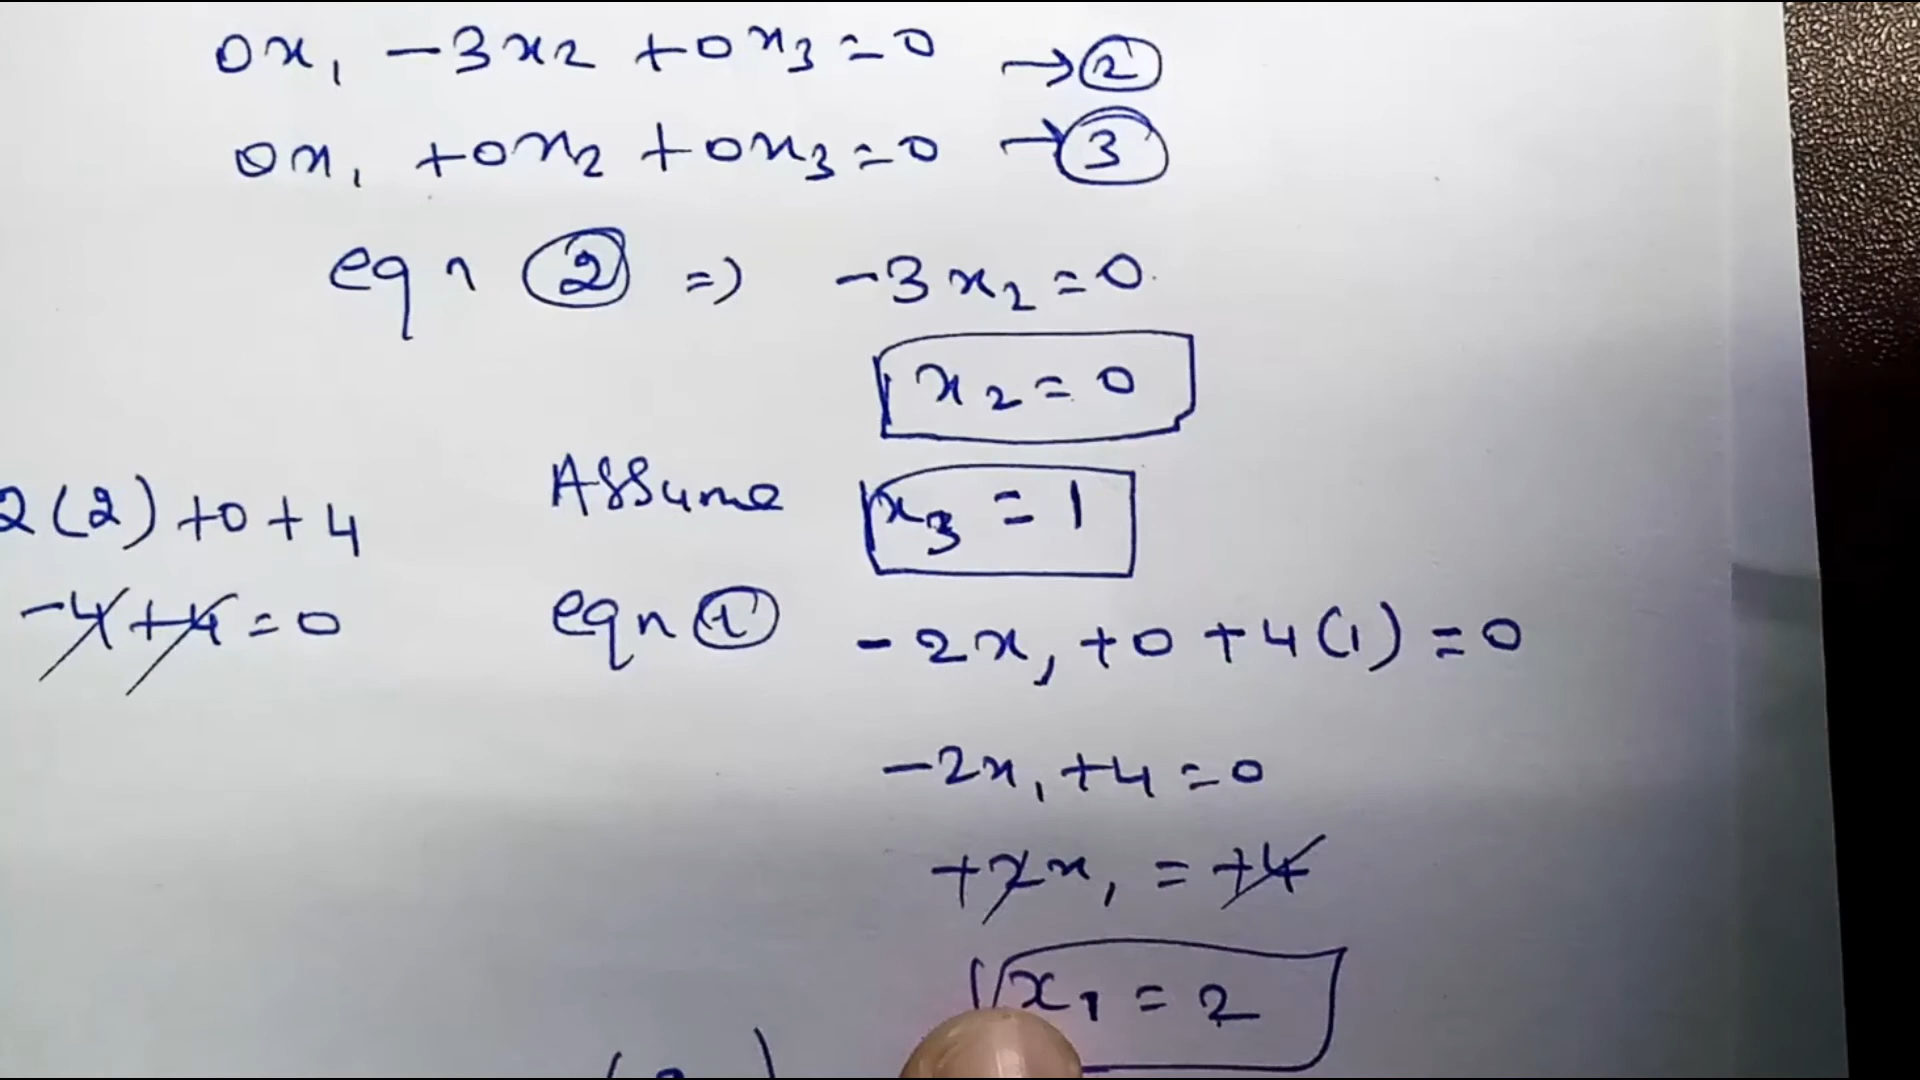 0x₁ -3x₂ +0x₃ =0 →②
0x₁ +0x₂ +0x₃ =0 →③
eqn ② => -3x₂ =0
x₂ = 0
Assume x₃ = 1
2(2)+0+4
-4+4=0
eqn ① -2x₁ +0 +4(1) =0
-2x₁ +4 =0
+2x₁ = +4
x₁ = 2